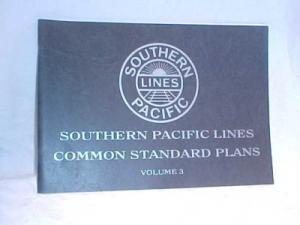 SOUTHERN
LINES
PACIFIC
SOUTHERN PACIFIC LINES
COMMON STANDARD PLANS
VOLUME 3